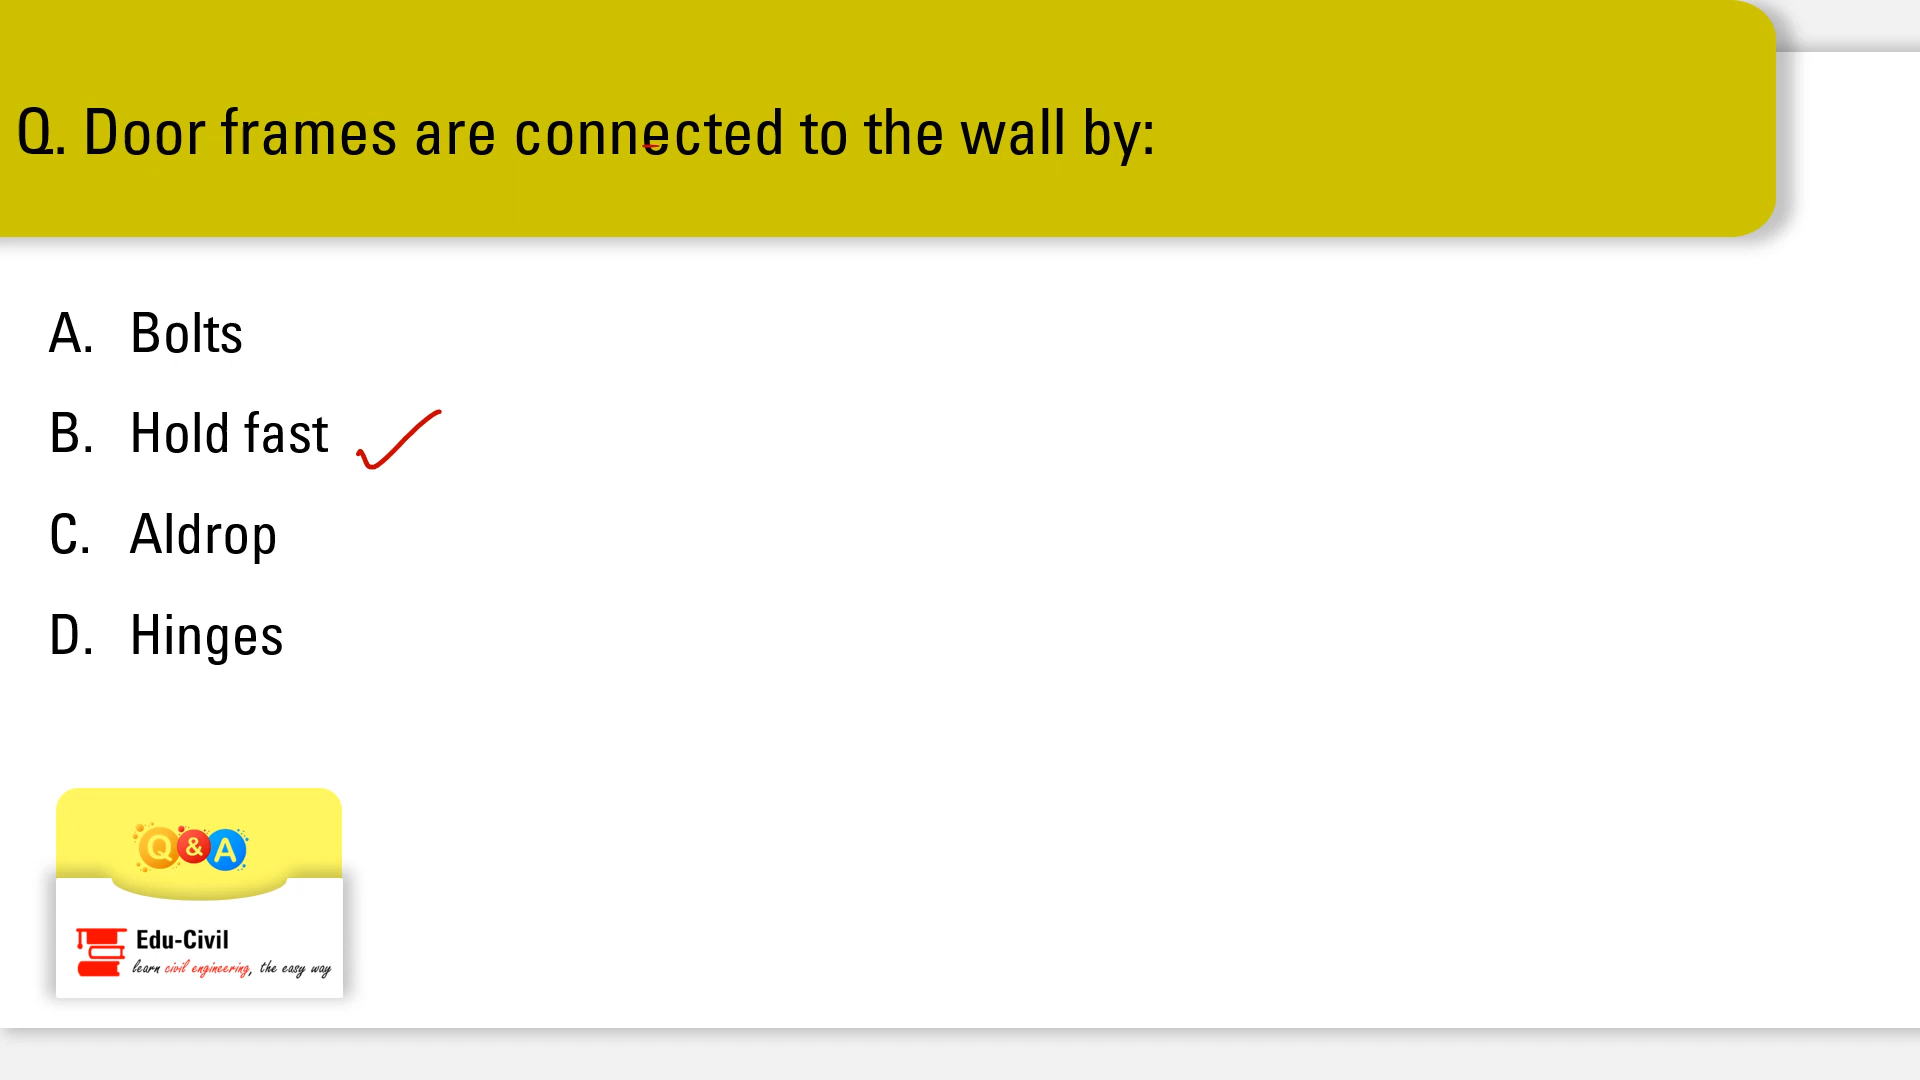 Q. Door frames are connected to the wall by:
A. Bolts
B. Hold fast
C. Aldrop
D. Hinges
Q&A
Edu-Civil
learn civil engineering, the easy way